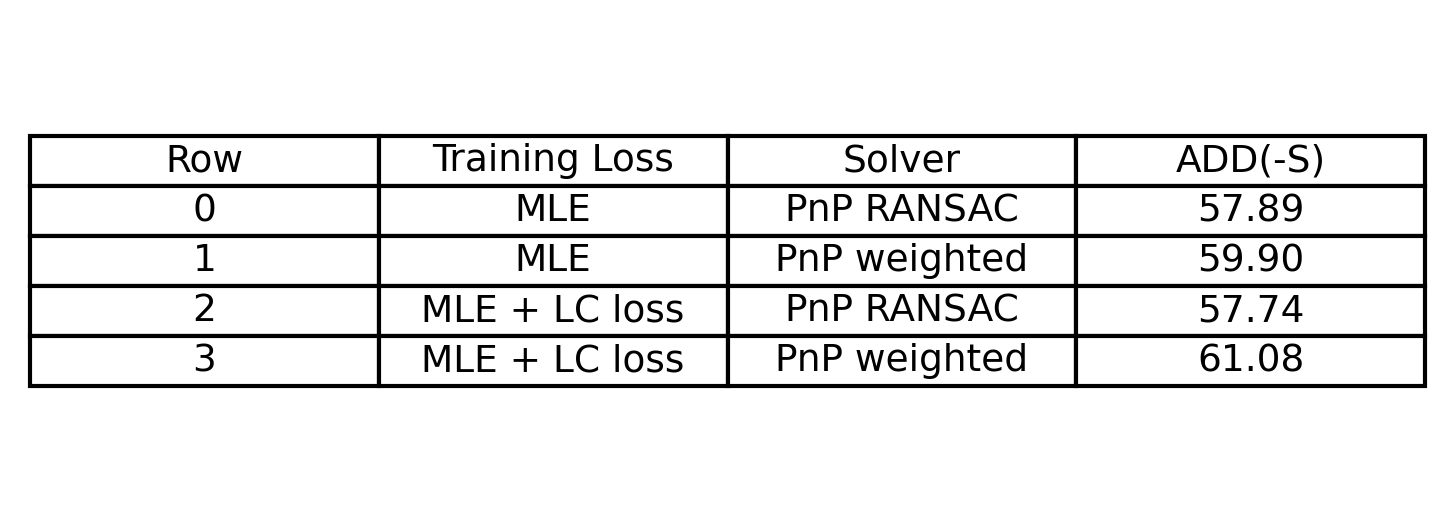 Row Training Loss Solver ADD(-S)
0 MLE PnP RANSAC 57.89
1 MLE PnP weighted 59.90
2 MLE + LC loss PnP RANSAC 57.74
3 MLE + LC loss PnP weighted 61.08